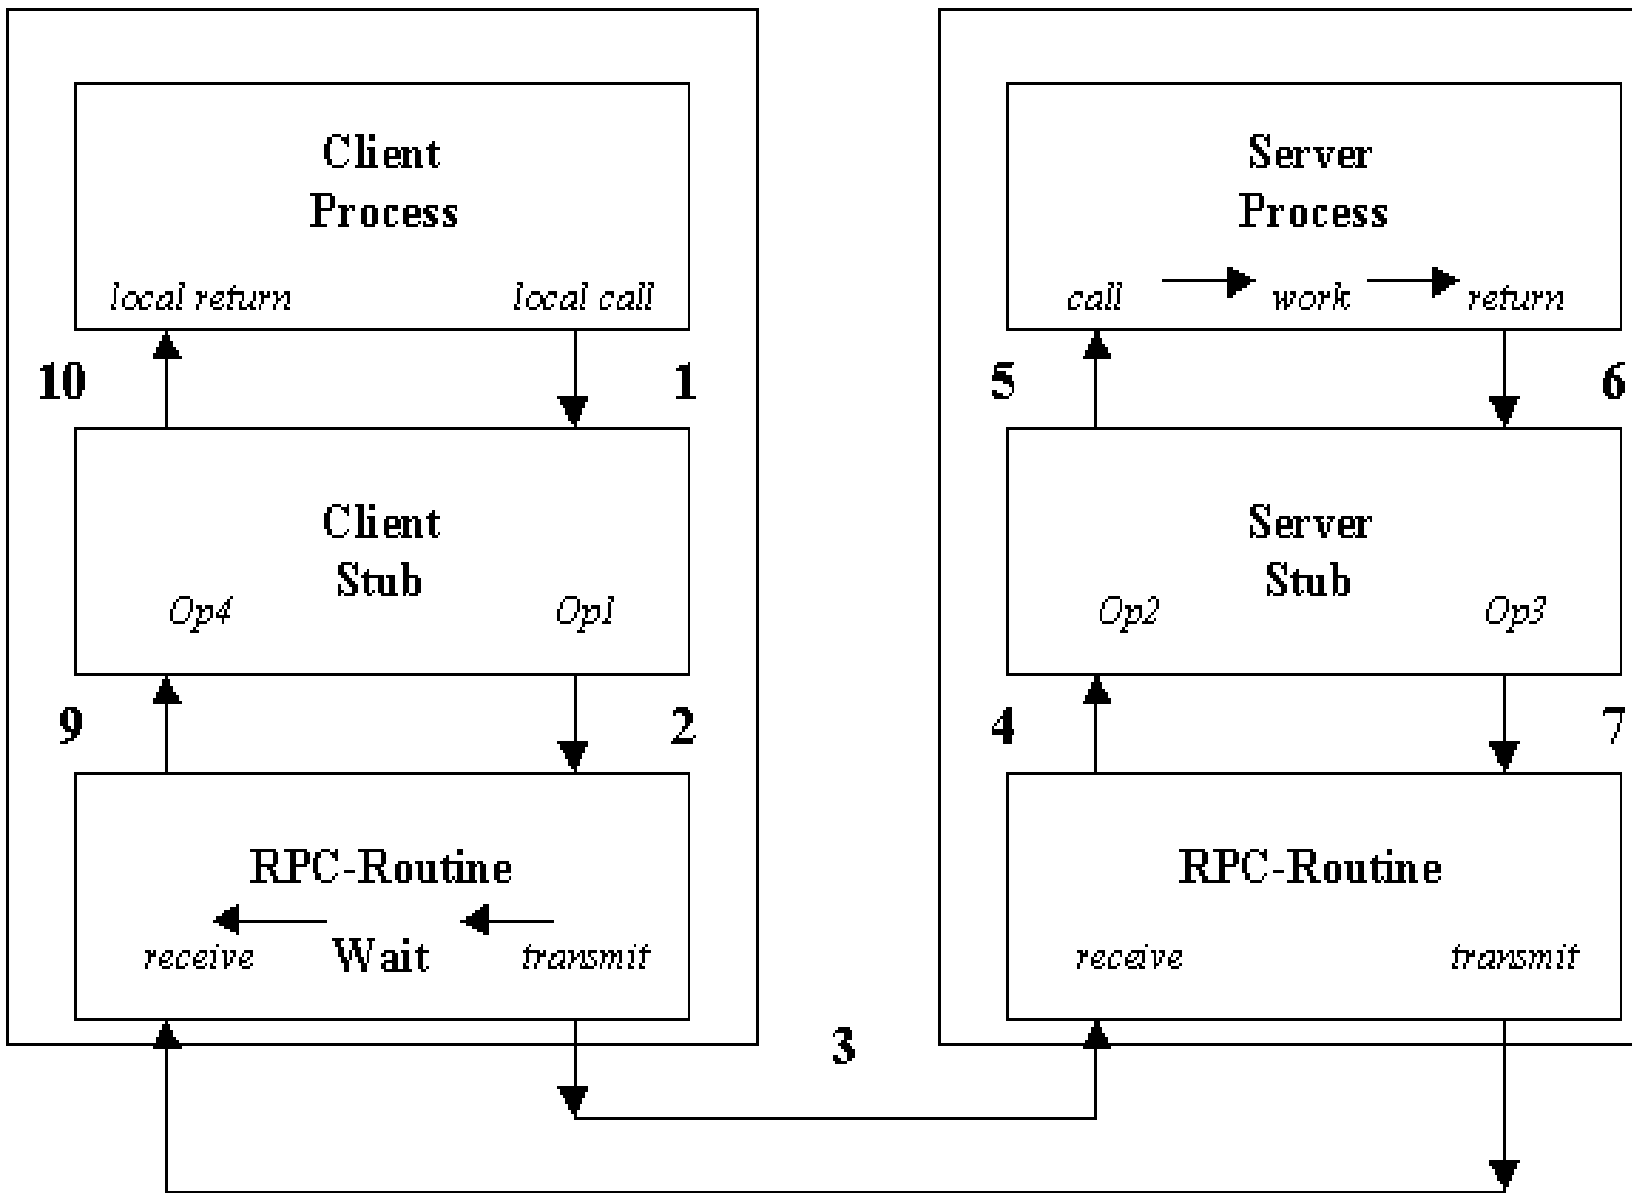 Client
Process
local return
local call
10
1
Client
Stub
Op4
Op1
9
2
RPC-Routine
receive
Wait
transmit
3
Server
Process
call
work
return
5
6
Server
Stub
Op2
Op3
4
7
RPC-Routine
receive
transmit